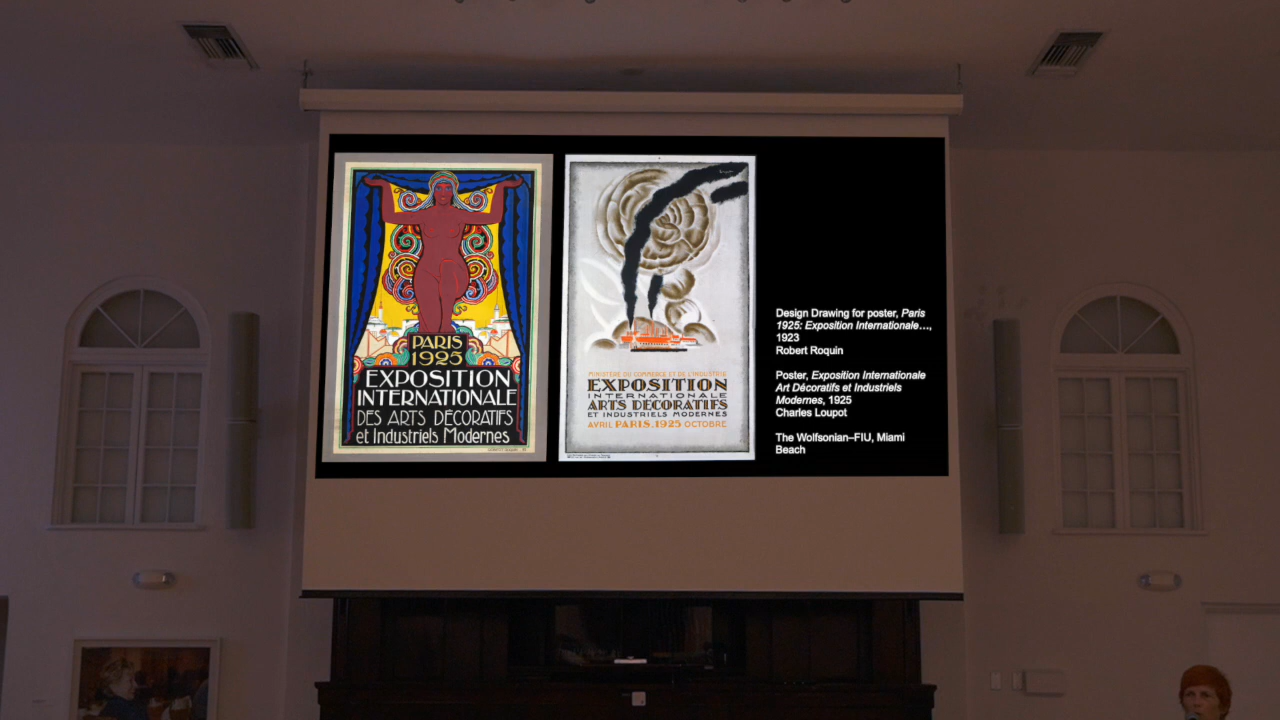 PARIS
1925
EXPOSITION
INTERNATIONALE
DES ARTS DÉCORATIFS
et Industriels Modernes
MINISTERE DU COMMERCE ET DE L'INDUSTRIE
EXPOSITION
INTERNATIONALE
ARTS DECORATIFS
ET INDUSTRIELS MODERNES
AVRIL PARIS.1925 OCTOBRE
Design Drawing for poster, Paris
1925: Exposition Internationale…,
1923
Robert Roquin
Poster, Exposition Internationale
Art Décoratifs et Industriels
Modernes, 1925
Charles Loupot
The Wolfsonian–FIU, Miami
Beach